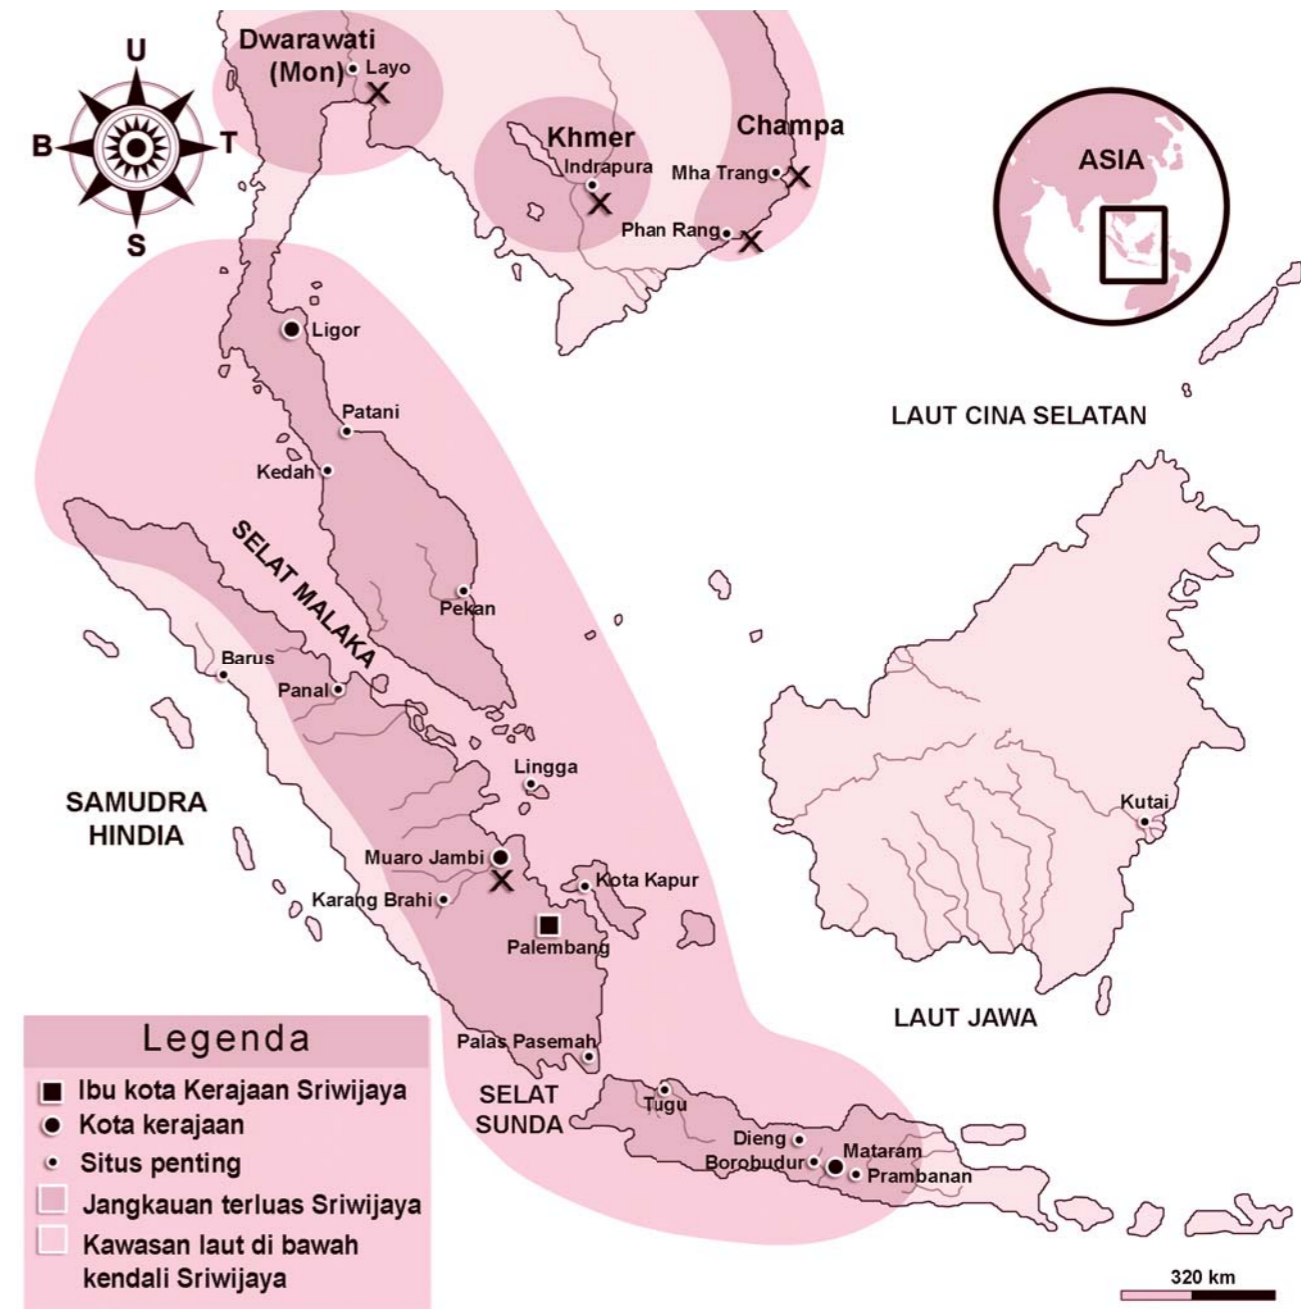 U
B
T
S
Dwarawati
(Mon)
Layo
X
Khmer
Indrapura
X
Champa
Mha Trang
X
Phan Rang
X
ASIA
Ligor
LAUT CINA SELATAN
Patani
Kedah
SELAT MALAKA
Pekan
Barus
Panal
Lingga
SAMUDRA
HINDIA
Kutai
Muaro Jambi
X
Kota Kapur
Karang Brahi
Palembang
LAUT JAWA
Palas Pasemah
SELAT
SUNDA
Tugu
Dieng
Borobudur
Mataram
Prambanan
Legenda
Ibu kota Kerajaan Sriwijaya
Kota kerajaan
Situs penting
Jangkauan terluas Sriwijaya
Kawasan laut di bawah
kendali Sriwijaya
320 km